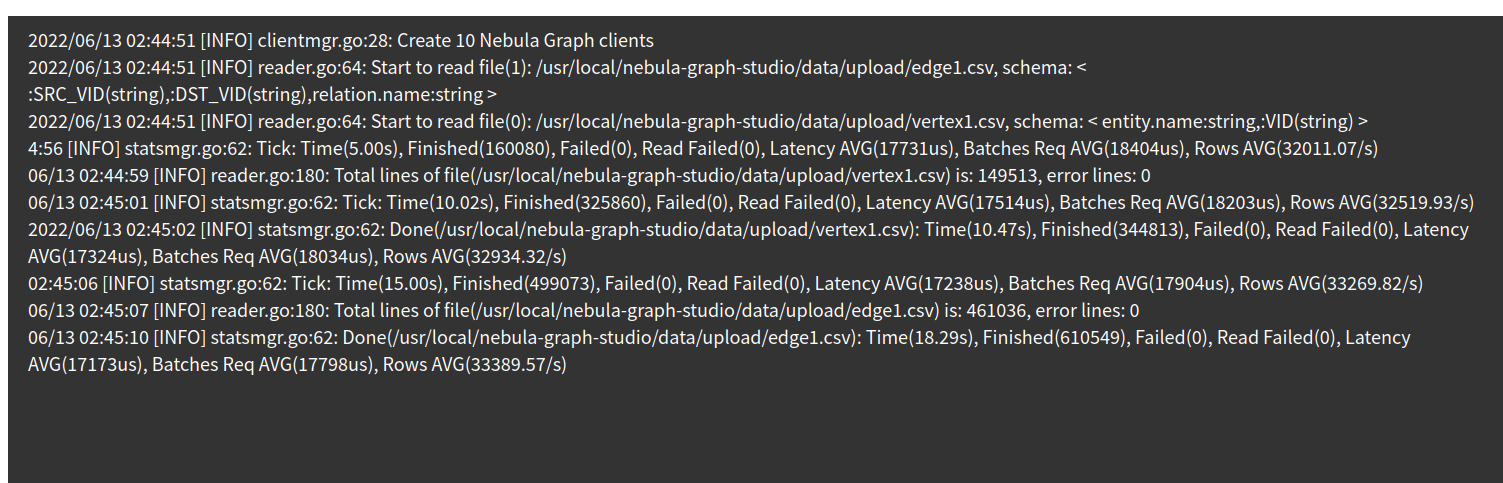 2022/06/13 02:44:51 [INFO] clientmgr.go:28: Create 10 Nebula Graph clients
2022/06/13 02:44:51 [INFO] reader.go:64: Start to read file(1): /usr/local/nebula-graph-studio/data/upload/edge1.csv, schema: <
:SRC_VID(string),:DST_VID(string),relation.name:string >
2022/06/13 02:44:51 [INFO] reader.go:64: Start to read file(0): /usr/local/nebula-graph-studio/data/upload/vertex1.csv, schema: < entity.name:string,:VID(string) >
4:56 [INFO] statsmgr.go:62: Tick: Time(5.00s), Finished(160080), Failed(0), Read Failed(0), Latency AVG(17731us), Batches Req AVG(18404us), Rows AVG(32011.07/s)
06/13 02:44:59 [INFO] reader.go:180: Total lines of file(/usr/local/nebula-graph-studio/data/upload/vertex1.csv) is: 149513, error lines: 0
06/13 02:45:01 [INFO] statsmgr.go:62: Tick: Time(10.02s), Finished(325860), Failed(0), Read Failed(0), Latency AVG(17514us), Batches Req AVG(18203us), Rows AVG(32519.93/s)
2022/06/13 02:45:02 [INFO] statsmgr.go:62: Done(/usr/local/nebula-graph-studio/data/upload/vertex1.csv): Time(10.47s), Finished(344813), Failed(0), Read Failed(0), Latency
AVG(17324us), Batches Req AVG(18034us), Rows AVG(32934.32/s)
02:45:06 [INFO] statsmgr.go:62: Tick: Time(15.00s), Finished(499073), Failed(0), Read Failed(0), Latency AVG(17238us), Batches Req AVG(17904us), Rows AVG(33269.82/s)
06/13 02:45:07 [INFO] reader.go:180: Total lines of file(/usr/local/nebula-graph-studio/data/upload/edge1.csv) is: 461036, error lines: 0
06/13 02:45:10 [INFO] statsmgr.go:62: Done(/usr/local/nebula-graph-studio/data/upload/edge1.csv): Time(18.29s), Finished(610549), Failed(0), Read Failed(0), Latency
AVG(17173us), Batches Req AVG(17798us), Rows AVG(33389.57/s)